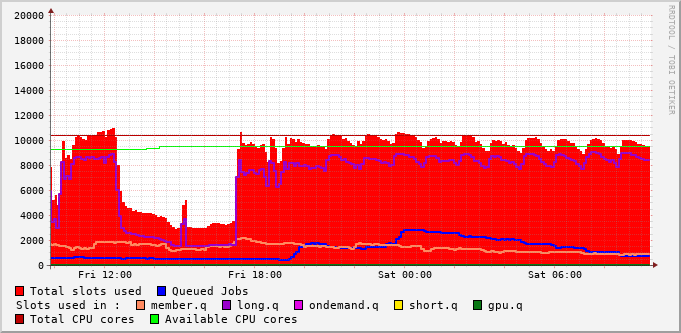 20000
18000
16000
14000
12000
10000
8000
6000
4000
2000
0
Fri 12:00 Fri 18:00 Sat 00:00 Sat 06:00
Total slots used Queued Jobs
Slots used in : member.q long.q ondemand.q short.q gpu.q
Total CPU cores Available CPU cores
RRDTOOL / TOBI OETIKER